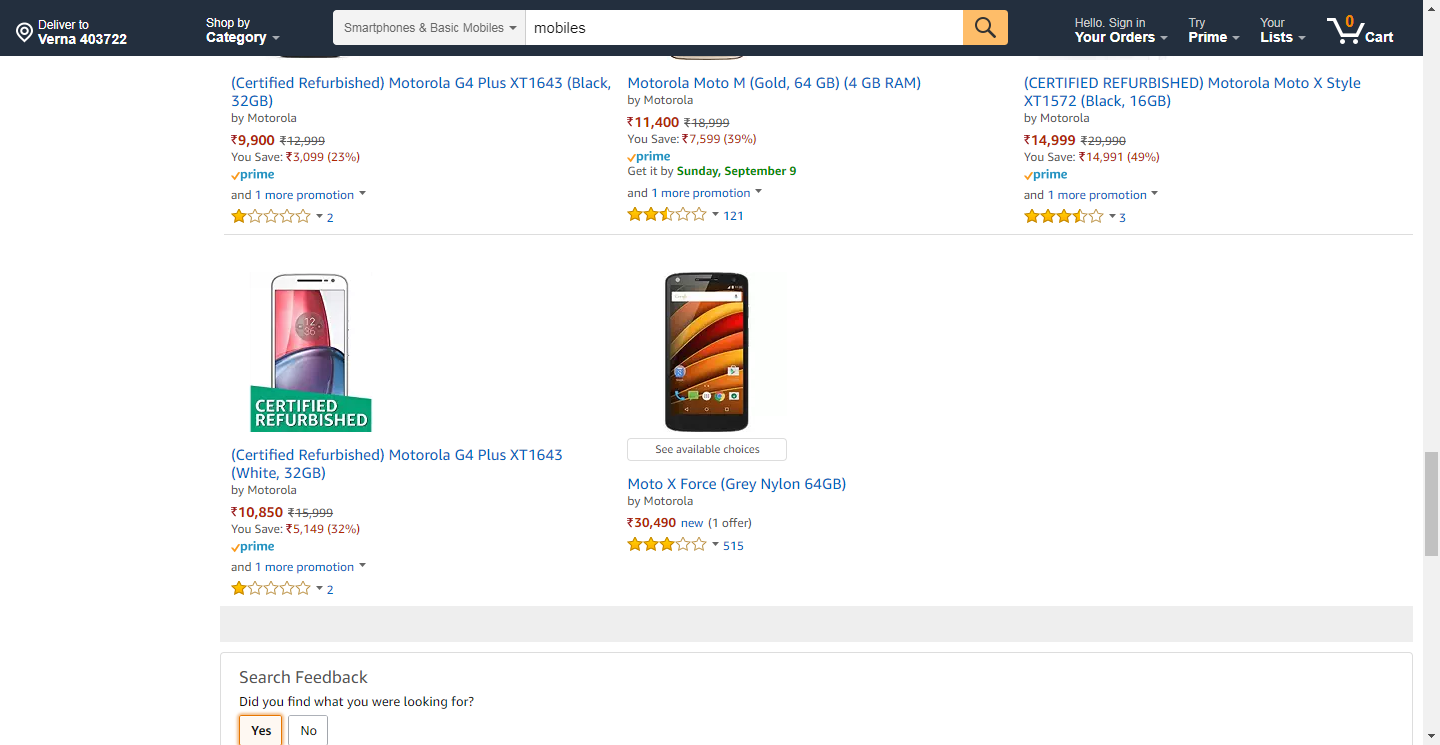 Deliver to
Verna 403722
Shop by
Category
Smartphones & Basic Mobiles
mobiles
Hello. Sign in
Your Orders
Try
Prime
Your
Lists
0
Cart
(Certified Refurbished) Motorola G4 Plus XT1643 (Black,
32GB)
by Motorola
₹9,900 ₹12,999
You Save: ₹3,099 (23%)
prime
and 1 more promotion
2
Motorola Moto M (Gold, 64 GB) (4 GB RAM)
by Motorola
₹11,400 ₹18,999
You Save: ₹7,599 (39%)
prime
Get it by Sunday, September 9
and 1 more promotion
121
(CERTIFIED REFURBISHED) Motorola Moto X Style
XT1572 (Black, 16GB)
by Motorola
₹14,999 ₹29,990
You Save: ₹14,991 (49%)
prime
and 1 more promotion
3
12
36
CERTIFIED
REFURBISHED
(Certified Refurbished) Motorola G4 Plus XT1643
(White, 32GB)
by Motorola
₹10,850 ₹15,999
You Save: ₹5,149 (32%)
prime
and 1 more promotion
2
See available choices
Moto X Force (Grey Nylon 64GB)
by Motorola
₹30,490 new (1 offer)
515
Search Feedback
Did you find what you were looking for?
Yes
No